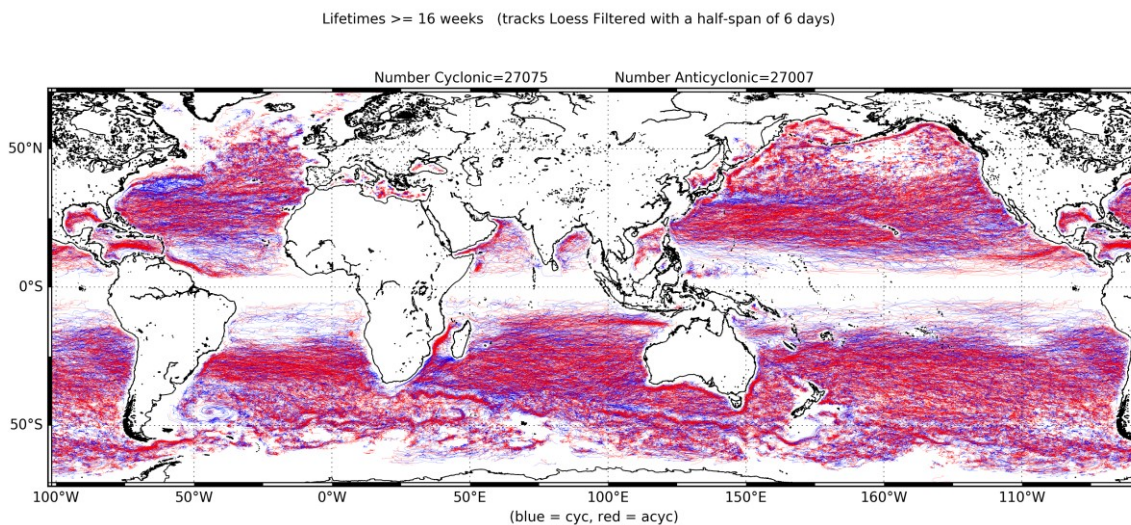 Lifetimes >= 16 weeks (tracks Loess Filtered with a half-span of 6 days)
Number Cyclonic=27075 Number Anticyclonic=27007
50°N
0°S
50°S
100°W 50°W 0°W 50°E 100°E 150°E 160°W 110°W
(blue = cyc, red = acyc)